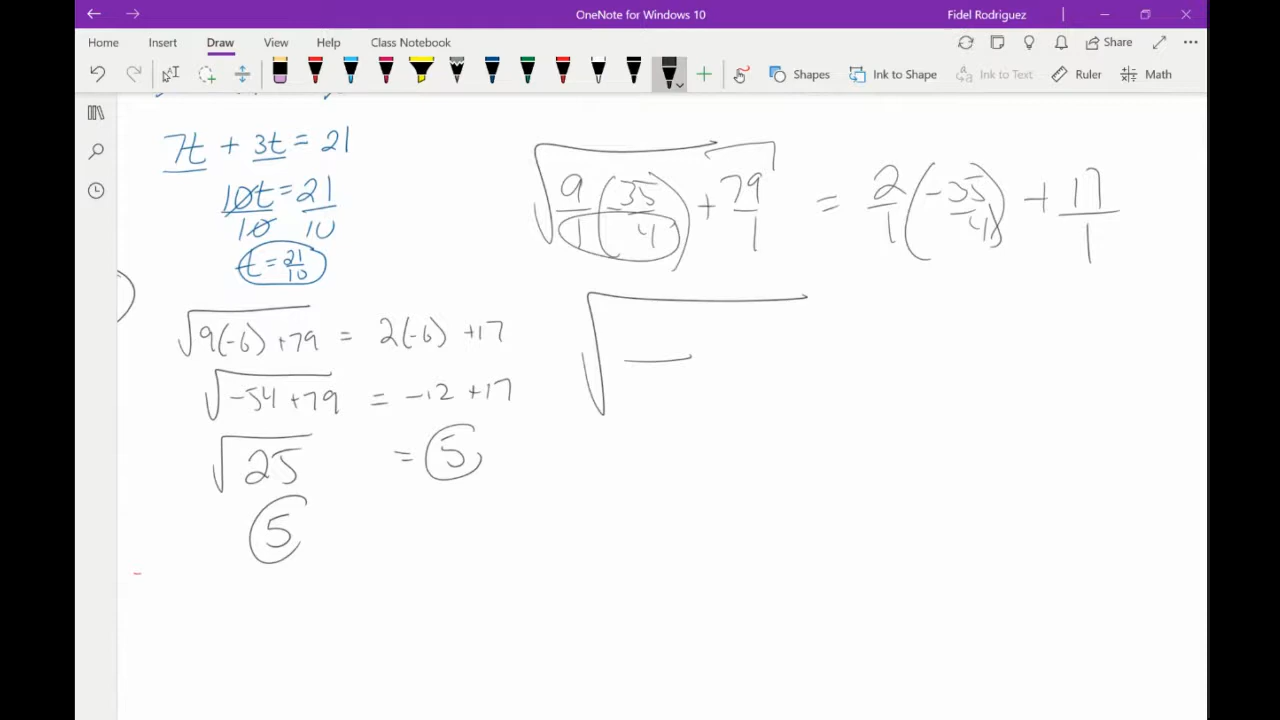 OneNote for Windows 10
Fidel Rodriguez
Home Insert Draw View Help Class Notebook
Share
Shapes Ink to Shape Ink to Text Ruler Math
7t + 3t = 21
10t = 21
10 10
t = 21/10
√9(-6) +79 = 2(-6) +17
√-54 +79 = -12 +17
√25 = 5
5
√9/1(35/4) + 79/1 = 2/1(-35/4) + 17/1
√